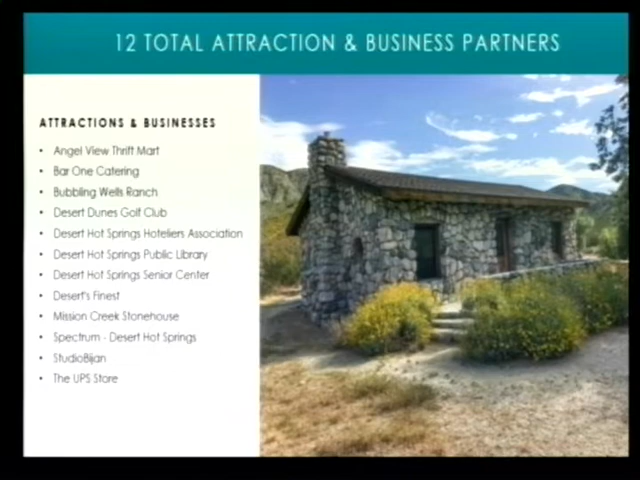 12 TOTAL ATTRACTION & BUSINESS PARTNERS
ATTRACTIONS & BUSINESSES
• Angel View Thrift Mart
• Bar One Catering
• Bubbling Wells Ranch
• Desert Dunes Golf Club
• Desert Hot Springs Hoteliers Association
• Desert Hot Springs Public Library
• Desert Hot Springs Senior Center
• Desert's Finest
• Mission Creek Stonehouse
• Spectrum - Desert Hot Springs
• StudioBijan
• The UPS Store